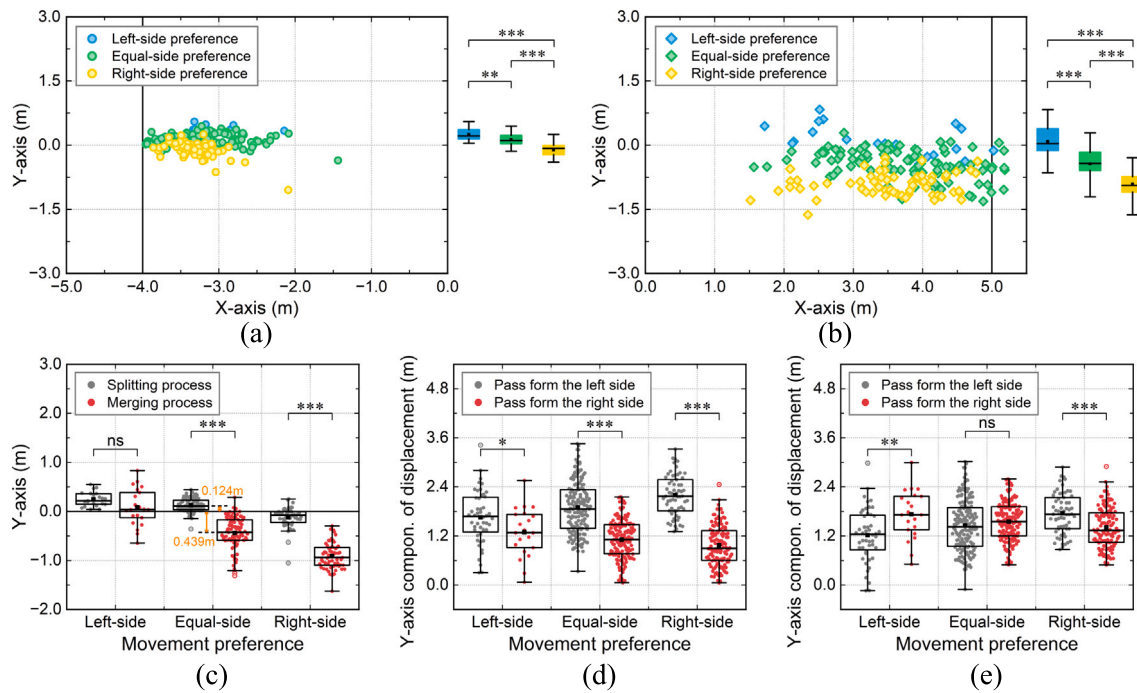 3.0
1.5
0.0
−1.5
−3.0
Y-axis (m)
Left-side preference
Equal-side preference
Right-side preference
***
***
**
−5.0 −4.0 −3.0 −2.0 −1.0 0.0
X-axis (m)
(a)
3.0
1.5
0.0
−1.5
−3.0
Y-axis (m)
Left-side preference
Equal-side preference
Right-side preference
***
***
***
0.0 1.0 2.0 3.0 4.0 5.0
X-axis (m)
(b)
3.0
2.0
1.0
0.0
−1.0
−2.0
Y-axis (m)
Splitting process
Merging process
ns
***
***
0.124m
0.439m
Left-side Equal-side Right-side
Movement preference
(c)
4.8
3.6
2.4
1.2
0.0
Y-axis compon. of displacement (m)
Pass form the left side
Pass form the right side
*
***
***
Left-side Equal-side Right-side
Movement preference
(d)
4.8
3.6
2.4
1.2
0.0
Y-axis compon. of displacement (m)
Pass form the left side
Pass form the right side
**
ns
***
Left-side Equal-side Right-side
Movement preference
(e)